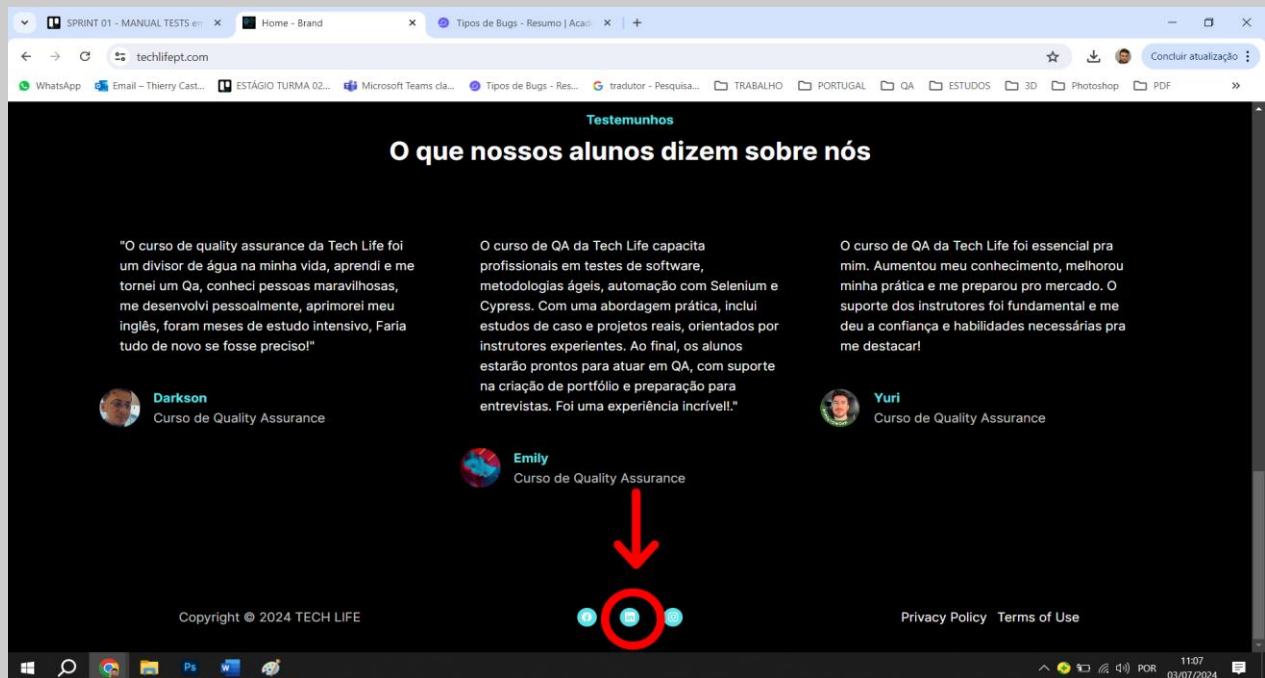 SPRINT 01 - MANUAL TESTS em
Home - Brand
Tipos de Bugs - Resumo | Acad
techlifept.com
Concluir atualização
WhatsApp
Email – Thierry Cast...
ESTÁGIO TURMA 02...
Microsoft Teams cla...
Tipos de Bugs - Res...
tradutor - Pesquisa...
TRABALHO
PORTUGAL
QA
ESTUDOS
3D
Photoshop
PDF
Testemunhos
O que nossos alunos dizem sobre nós
"O curso de quality assurance da Tech Life foi
um divisor de água na minha vida, aprendi e me
tornei um Qa, conheci pessoas maravilhosas,
me desenvolvi pessoalmente, aprimorei meu
inglês, foram meses de estudo intensivo, Faria
tudo de novo se fosse preciso!"
Darkson
Curso de Quality Assurance
O curso de QA da Tech Life capacita
profissionais em testes de software,
metodologias ágeis, automação com Selenium e
Cypress. Com uma abordagem prática, inclui
estudos de caso e projetos reais, orientados por
instrutores experientes. Ao final, os alunos
estarão prontos para atuar em QA, com suporte
na criação de portfólio e preparação para
entrevistas. Foi uma experiência incrível!."
Emily
Curso de Quality Assurance
O curso de QA da Tech Life foi essencial pra
mim. Aumentou meu conhecimento, melhorou
minha prática e me preparou pro mercado. O
suporte dos instrutores foi fundamental e me
deu a confiança e habilidades necessárias pra
me destacar!
Yuri
Curso de Quality Assurance
Copyright © 2024 TECH LIFE
in
Privacy Policy Terms of Use
Ps
POR
11:07
03/07/2024